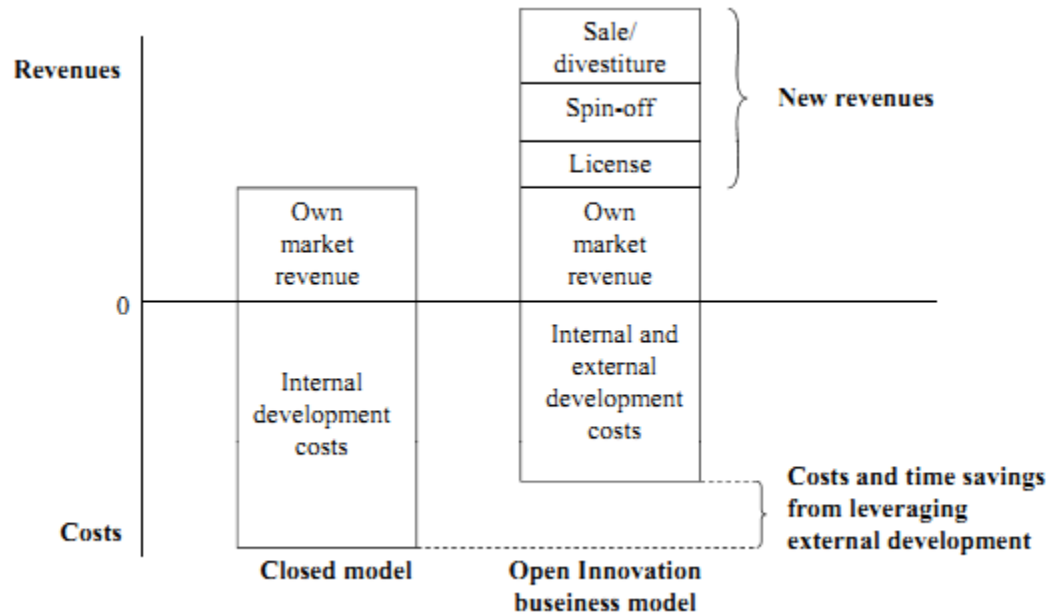 Revenues
Sale/
divestiture
Spin-off
License
New revenues
Own
market
revenue
Own
market
revenue
0
Internal
development
costs
Internal and
external
development
costs
Costs and time savings
from leveraging
external development
Costs
Closed model
Open Innovation
buseiness model